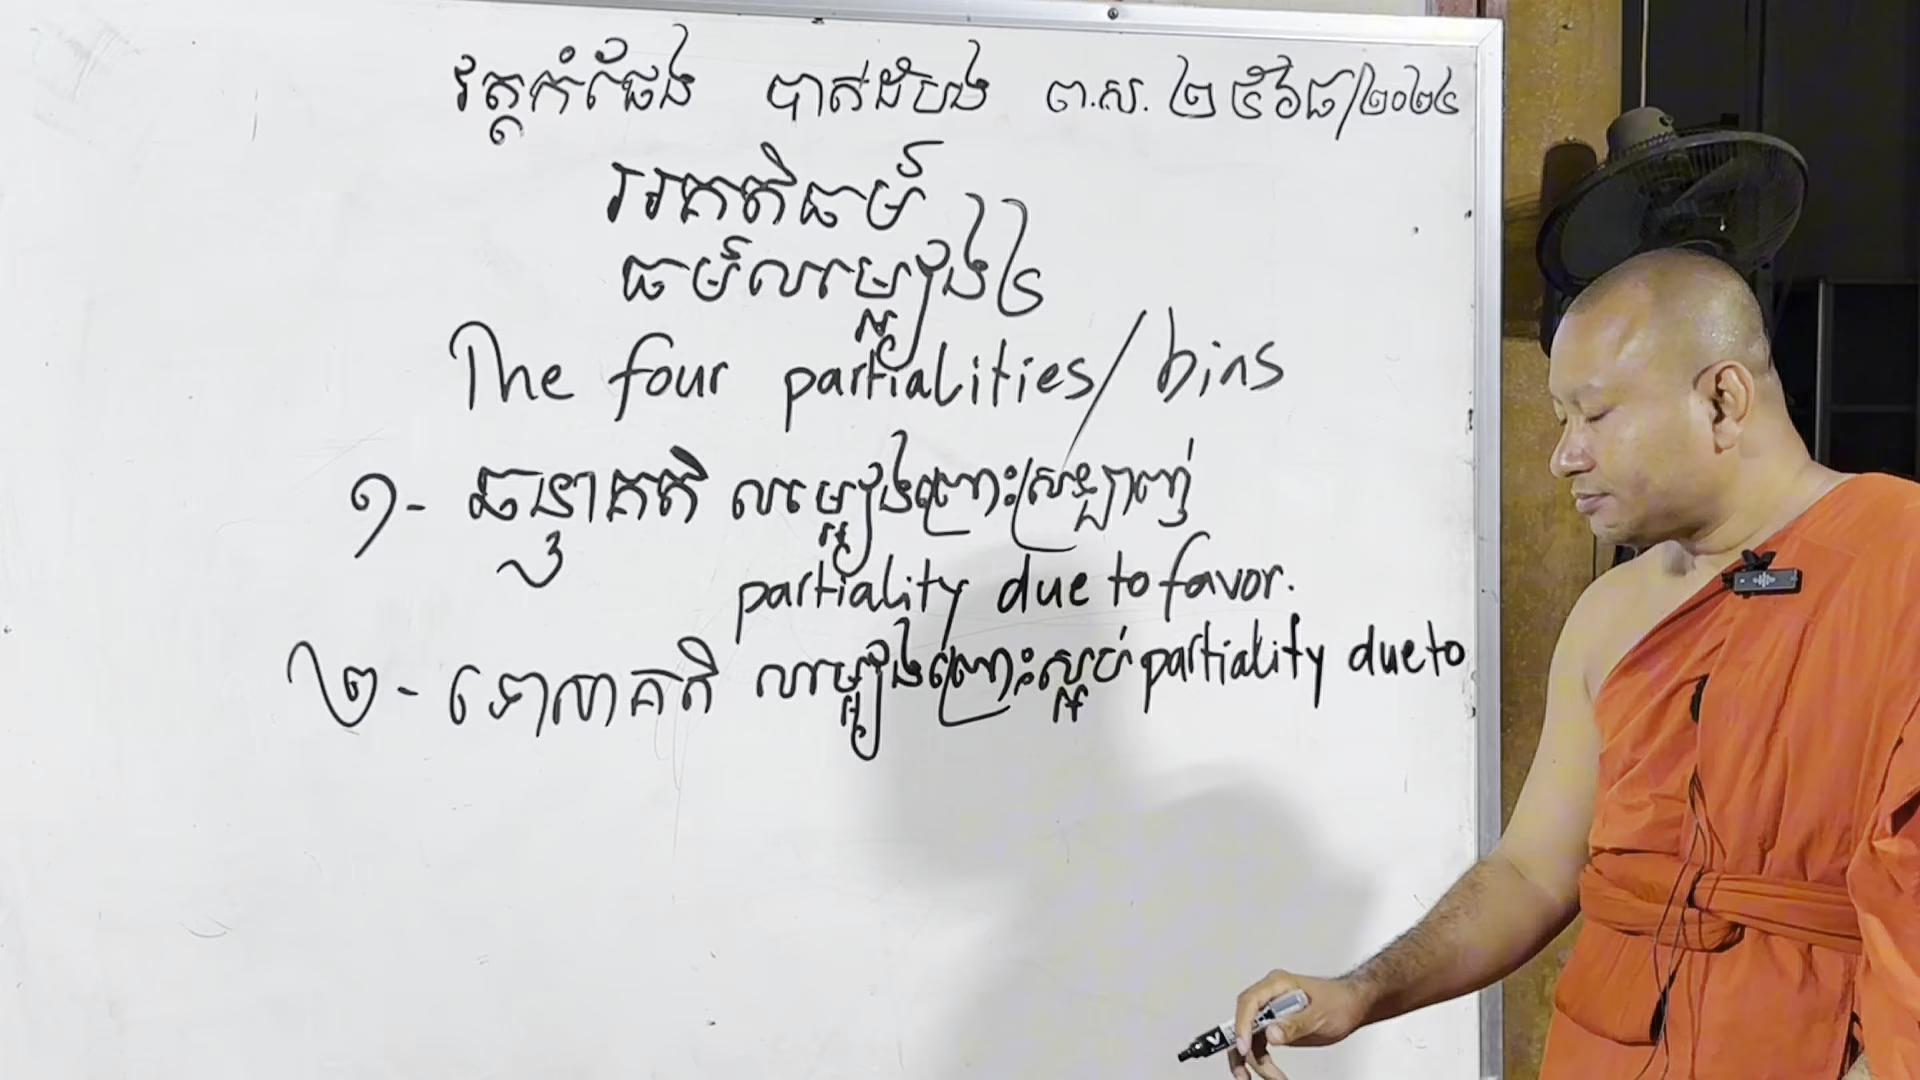 វត្តកំផែង បាត់ដំបង ព.ស. ២៥៦៨/២០២៤
អគតិធម៌
ធម៌លម្អៀង៤
The four partialities/bias
១- ឆន្ទាគតិ លម្អៀងព្រោះស្រឡាញ់
partiality due to favor.
២- ទោសាគតិ លម្អៀងព្រោះស្អប់ partiality due to